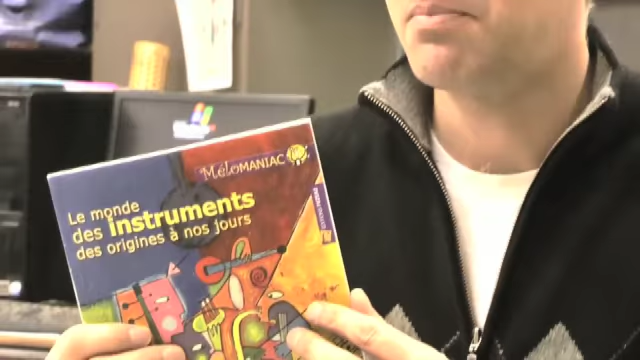 MéloMANIAC
Le monde
des instruments
des origines à nos jours